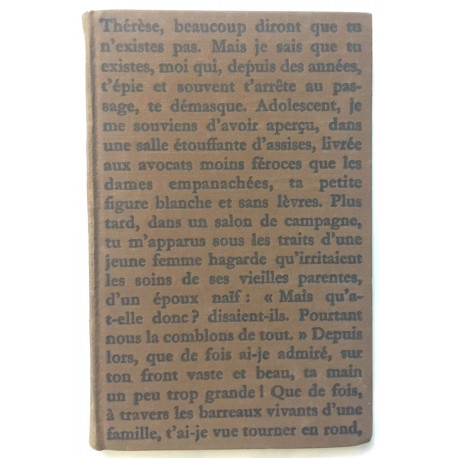 Thérèse, beaucoup diront que tu
n'existes pas. Mais je sais que tu
existes, moi qui, depuis des années,
t'épie et souvent t'arrête au pas-
sage, te démasque. Adolescent, je
me souviens d'avoir aperçu, dans
une salle étouffante d'assises, livrée
aux avocats moins féroces que les
dames empanachées, ta petite
figure blanche et sans lèvres. Plus
tard, dans un salon de campagne,
tu m'apparus sous les traits d'une
jeune femme hagarde qu'irritaient
les soins de ses vieilles parentes,
d'un époux naïf : « Mais qu'a-
t-elle donc ? disaient-ils. Pourtant
nous la comblons de tout. » Depuis
lors, que de fois ai-je admiré, sur
ton front vaste et beau, ta main
un peu trop grande ! Que de fois,
à travers les barreaux vivants d'une
famille, t'ai-je vue tourner en rond,